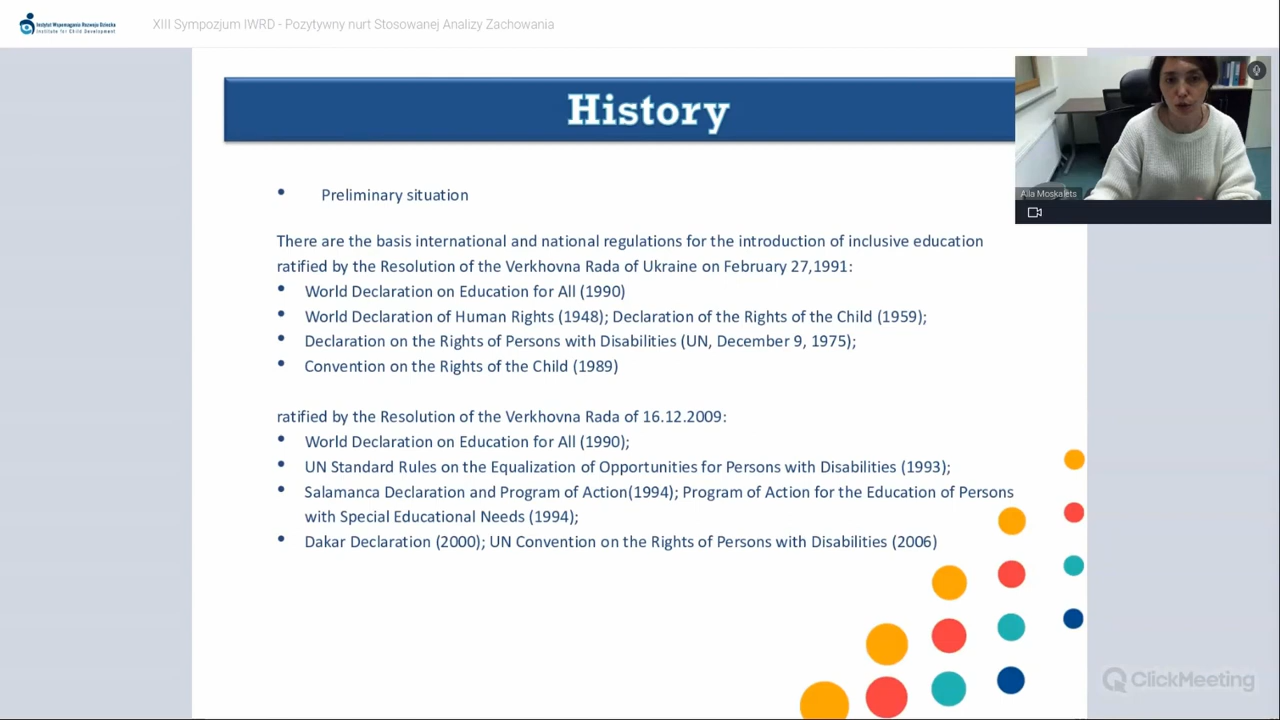 Instytut Wspomagania Rozwoju Dziecka
Institute for Child Development
XIII Sympozjum IWRD - Pozytywny nurt Stosowanej Analizy Zachowania
History
Alla Moskalets
• Preliminary situation
There are the basis international and national regulations for the introduction of inclusive education
ratified by the Resolution of the Verkhovna Rada of Ukraine on February 27,1991:
• World Declaration on Education for All (1990)
• World Declaration of Human Rights (1948); Declaration of the Rights of the Child (1959);
• Declaration on the Rights of Persons with Disabilities (UN, December 9, 1975);
• Convention on the Rights of the Child (1989)
ratified by the Resolution of the Verkhovna Rada of 16.12.2009:
• World Declaration on Education for All (1990);
• UN Standard Rules on the Equalization of Opportunities for Persons with Disabilities (1993);
• Salamanca Declaration and Program of Action(1994); Program of Action for the Education of Persons
with Special Educational Needs (1994);
• Dakar Declaration (2000); UN Convention on the Rights of Persons with Disabilities (2006)
ClickMeeting